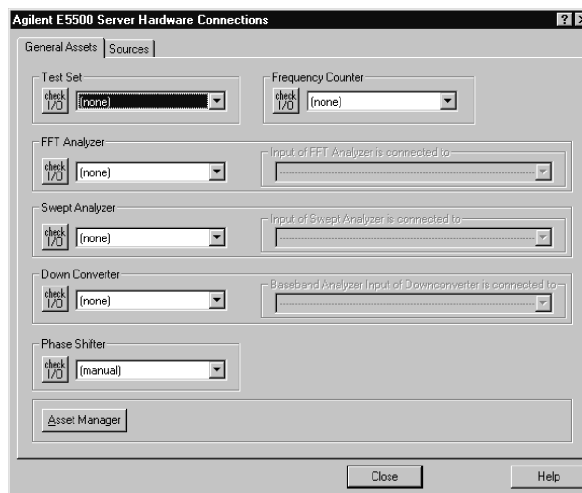 Agilent E5500 Server Hardware Connections
General Assets
Sources
Test Set
check I/O
(none)
Frequency Counter
check I/O
(none)
FFT Analyzer
check I/O
(none)
Input of FFT Analyzer is connected to
Swept Analyzer
check I/O
(none)
Input of Swept Analyzer is connected to
Down Converter
check I/O
(none)
Baseband Analyzer Input of Downconverter is connected to
Phase Shifter
check I/O
(manual)
Asset Manager
Close
Help